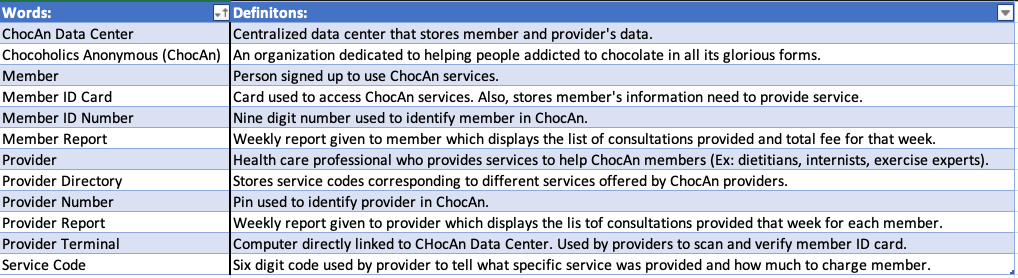 Words: Definitons:
ChocAn Data Center Centralized data center that stores member and provider's data.
Chocoholics Anonymous (ChocAn) An organization dedicated to helping people addicted to chocolate in all its glorious forms.
Member Person signed up to use ChocAn services.
Member ID Card Card used to access ChocAn services. Also, stores member's information need to provide service.
Member ID Number Nine digit number used to identify member in ChocAn.
Member Report Weekly report given to member which displays the list of consultations provided and total fee for that week.
Provider Health care professional who provides services to help ChocAn members (Ex: dietitians, internists, exercise experts).
Provider Directory Stores service codes corresponding to different services offered by ChocAn providers.
Provider Number Pin used to identify provider in ChocAn.
Provider Report Weekly report given to provider which displays the lis tof consultations provided that week for each member.
Provider Terminal Computer directly linked to CHocAn Data Center. Used by providers to scan and verify member ID card.
Service Code Six digit code used by provider to tell what specific service was provided and how much to charge member.